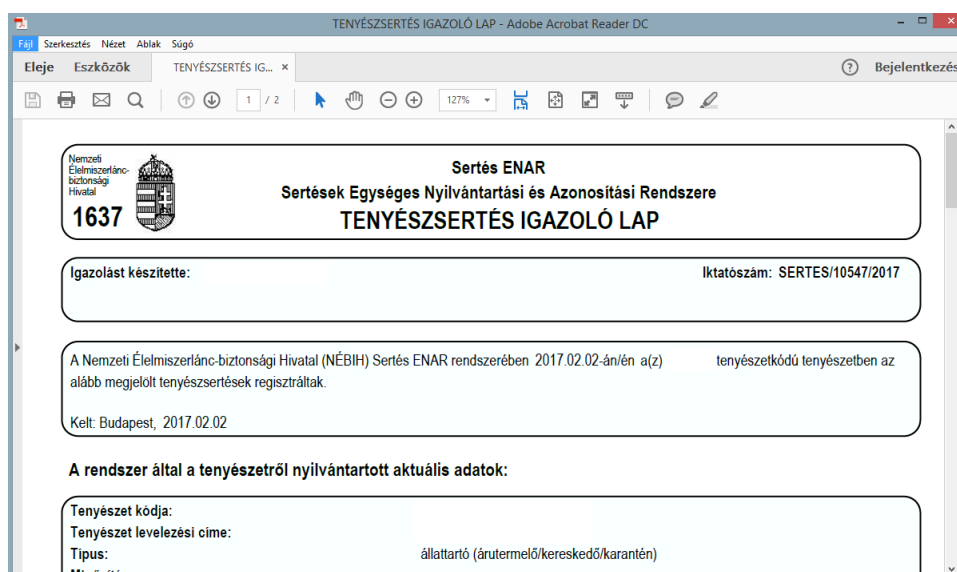 TENYÉSZSERTÉS IGAZOLÓ LAP - Adobe Acrobat Reader DC
Fájl Szerkesztés Nézet Ablak Súgó
Eleje Eszközök TENYÉSZSERTÉS IG... × ? Bejelentkezés
1 / 2 127%
Nemzeti
Élelmiszerlánc-
biztonsági
Hivatal
1637
Sertés ENAR
Sertések Egységes Nyilvántartási és Azonosítási Rendszere
TENYÉSZSERTÉS IGAZOLÓ LAP
Igazolást készítette: Iktatószám: SERTES/10547/2017
A Nemzeti Élelmiszerlánc-biztonsági Hivatal (NÉBIH) Sertés ENAR rendszerében 2017.02.02-án/én a(z) tenyészetkódú tenyészetben az
alább megjelölt tenyészsertések regisztráltak.
Kelt: Budapest, 2017.02.02
A rendszer által a tenyészetről nyilvántartott aktuális adatok:
Tenyészet kódja:
Tenyészet levelezési címe:
Típus: állattartó (árutermelő/kereskedő/karantén)